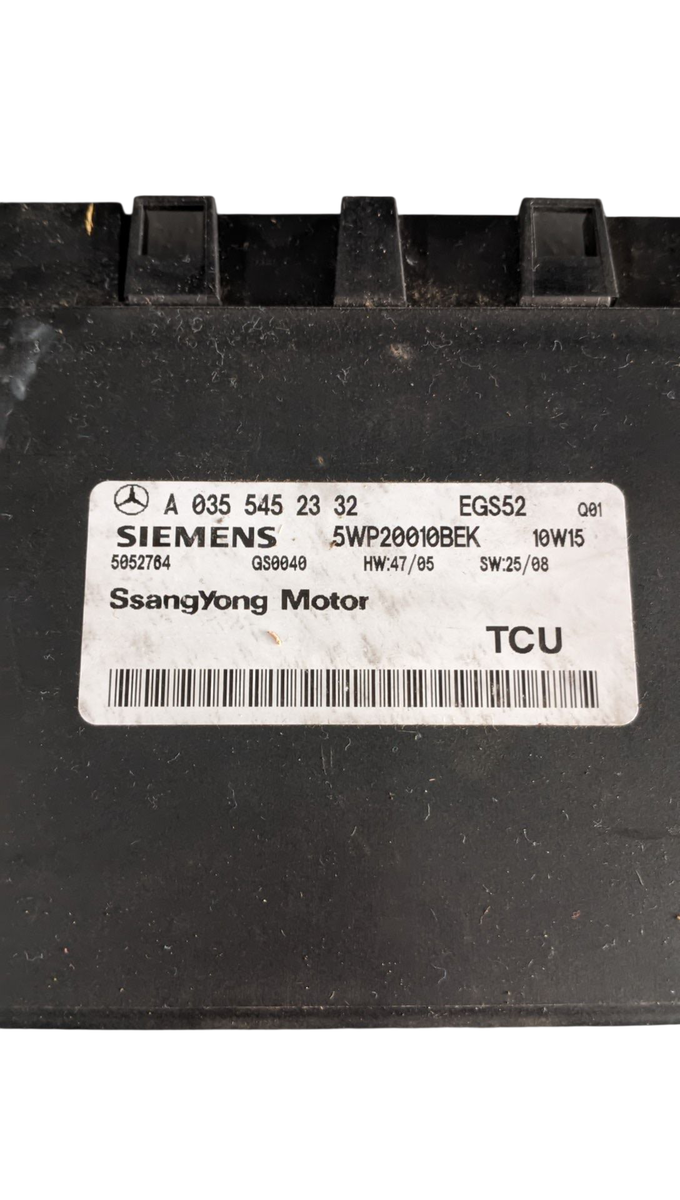 A 035 545 23 32 EGS52 Q01
SIEMENS 5WP20010BEK 10W15
5052764 GS0040 HW:47/05 SW:25/08
SsangYong Motor
TCU